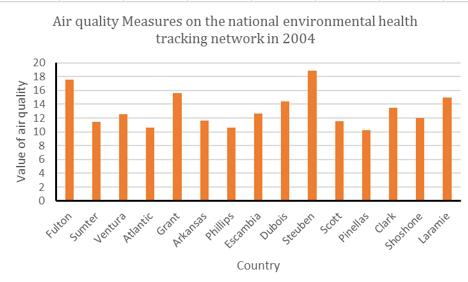 Air quality Measures on the national environmental health
tracking network in 2004
Value of air quality
20
18
16
14
12
10
8
6
4
2
0
Fulton
Sumter
Ventura
Atlantic
Grant
Arkansas
Phillips
Escambia
Dubois
Steuben
Scott
Pinellas
Clark
Shoshone
Laramie
Country